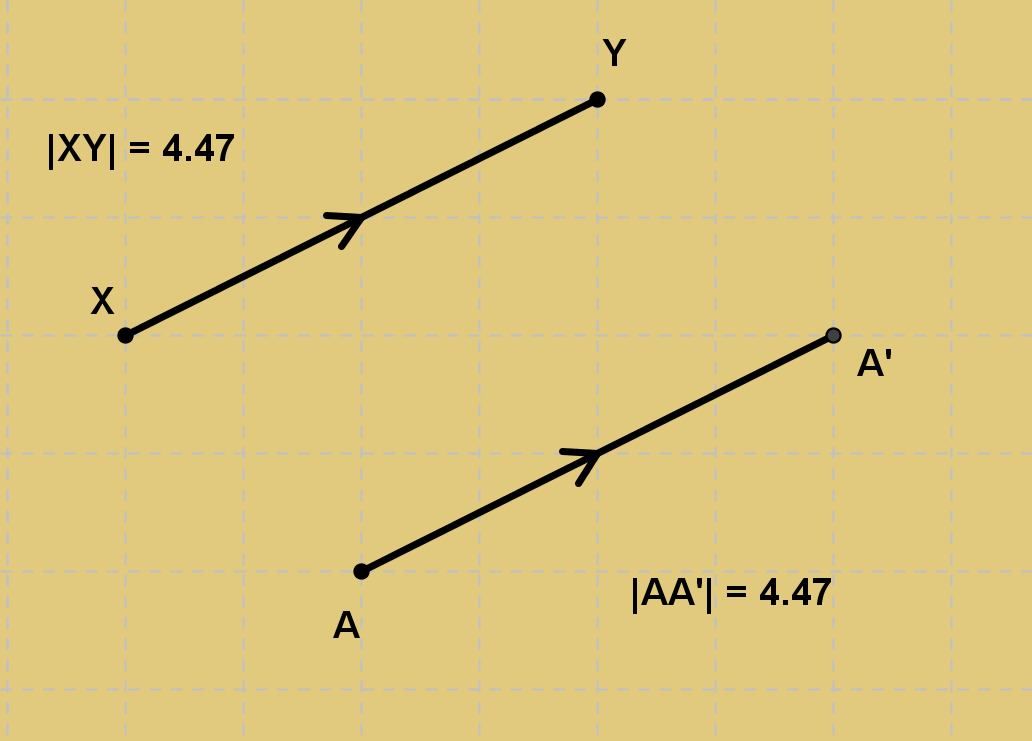 Y
|XY| = 4.47
X
A'
|AA'| = 4.47
A